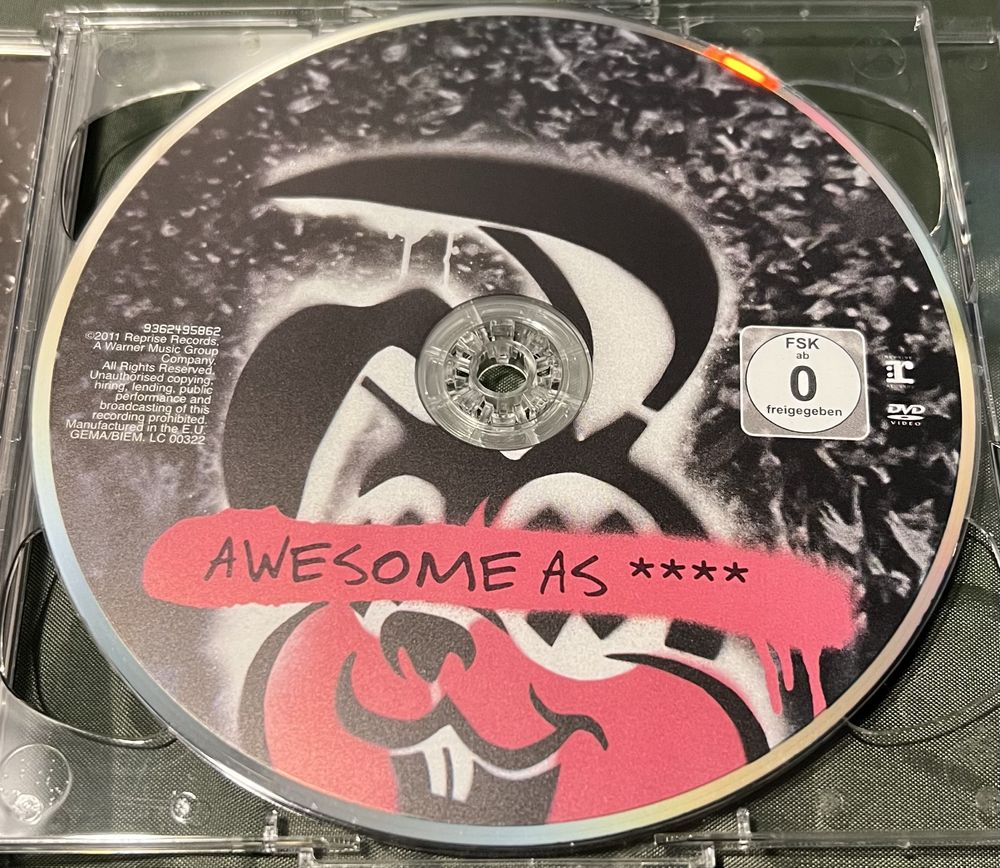 9362495862
©2011 Reprise Records.
A Warner Music Group
Company.
All Rights Reserved.
Unauthorised copying,
hiring, lending, public
performance and
broadcasting of this
recording prohibited.
Manufactured in the E.U.
GEMA/BIEM. LC 00322
FSK
ab
0
freigegeben
REPRISE
r
RECORDS
DVD
VIDEO
AWESOME AS ****